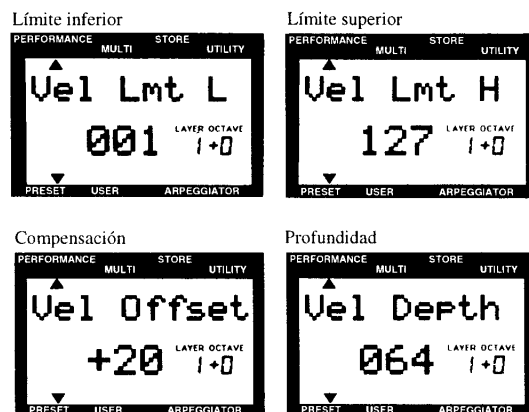 Límite inferior
PERFORMANCE STORE
MULTI UTILITY
Vel Lmt L
LAYER OCTAVE
001 1 +0
PRESET USER ARPEGGIATOR
Límite superior
PERFORMANCE STORE
MULTI UTILITY
Vel Lmt H
LAYER OCTAVE
127 1 +0
PRESET USER ARPEGGIATOR
Compensación
PERFORMANCE STORE
MULTI UTILITY
Vel Offset
LAYER OCTAVE
+20 1 +0
PRESET USER ARPEGGIATOR
Profundidad
PERFORMANCE STORE
MULTI UTILITY
Vel Depth
LAYER OCTAVE
064 1 +0
PRESET USER ARPEGGIATOR